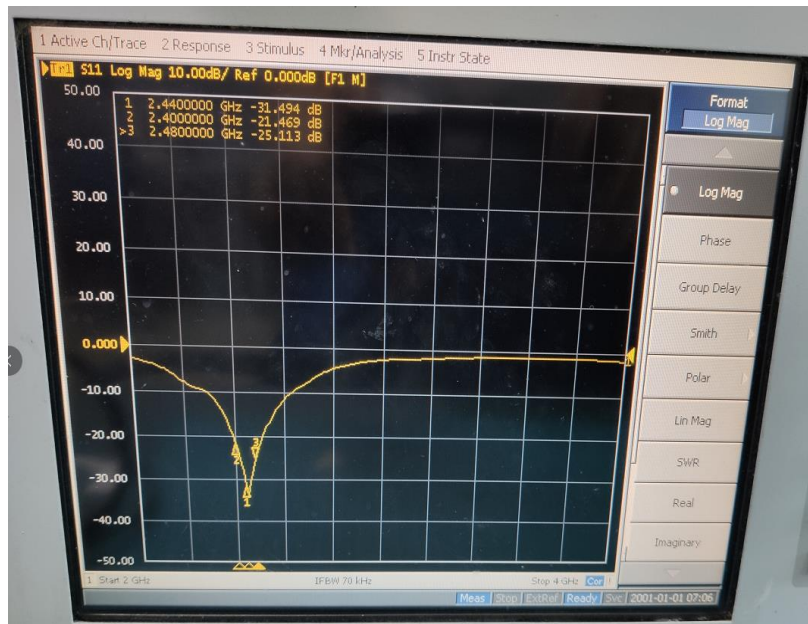 1 Active Ch/Trace 2 Response 3 Stimulus 4 Mkr/Analysis 5 Instr State
Tr1 S11 Log Mag 10.00dB/ Ref 0.000dB [F1 M]
50.00
1 2.4400000 GHz -31.494 dB
2 2.4000000 GHz -21.469 dB
>3 2.4800000 GHz -25.113 dB
40.00
30.00
20.00
10.00
0.000
-10.00
-20.00
-30.00
-40.00
-50.00
3
2
1
1 Start 2 GHz IFBW 70 kHz Stop 4 GHz Cor !
Meas Stop ExtRef Ready Svc 2001-01-01 07:06
Format
Log Mag
Log Mag
Phase
Group Delay
Smith
Polar
Lin Mag
SWR
Real
Imaginary